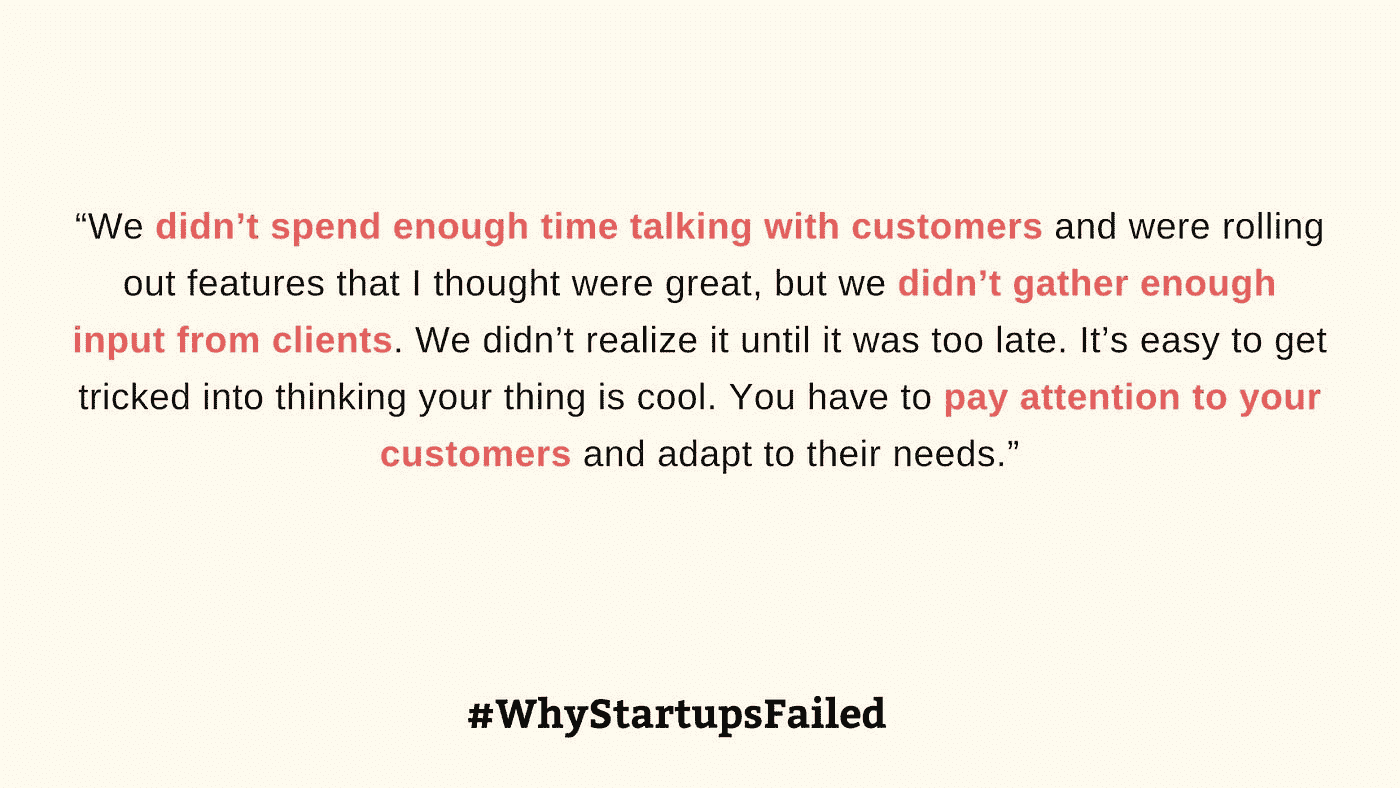 “We didn’t spend enough time talking with customers and were rolling
out features that I thought were great, but we didn’t gather enough
input from clients. We didn’t realize it until it was too late. It’s easy to get
tricked into thinking your thing is cool. You have to pay attention to your
customers and adapt to their needs.”
#WhyStartupsFailed